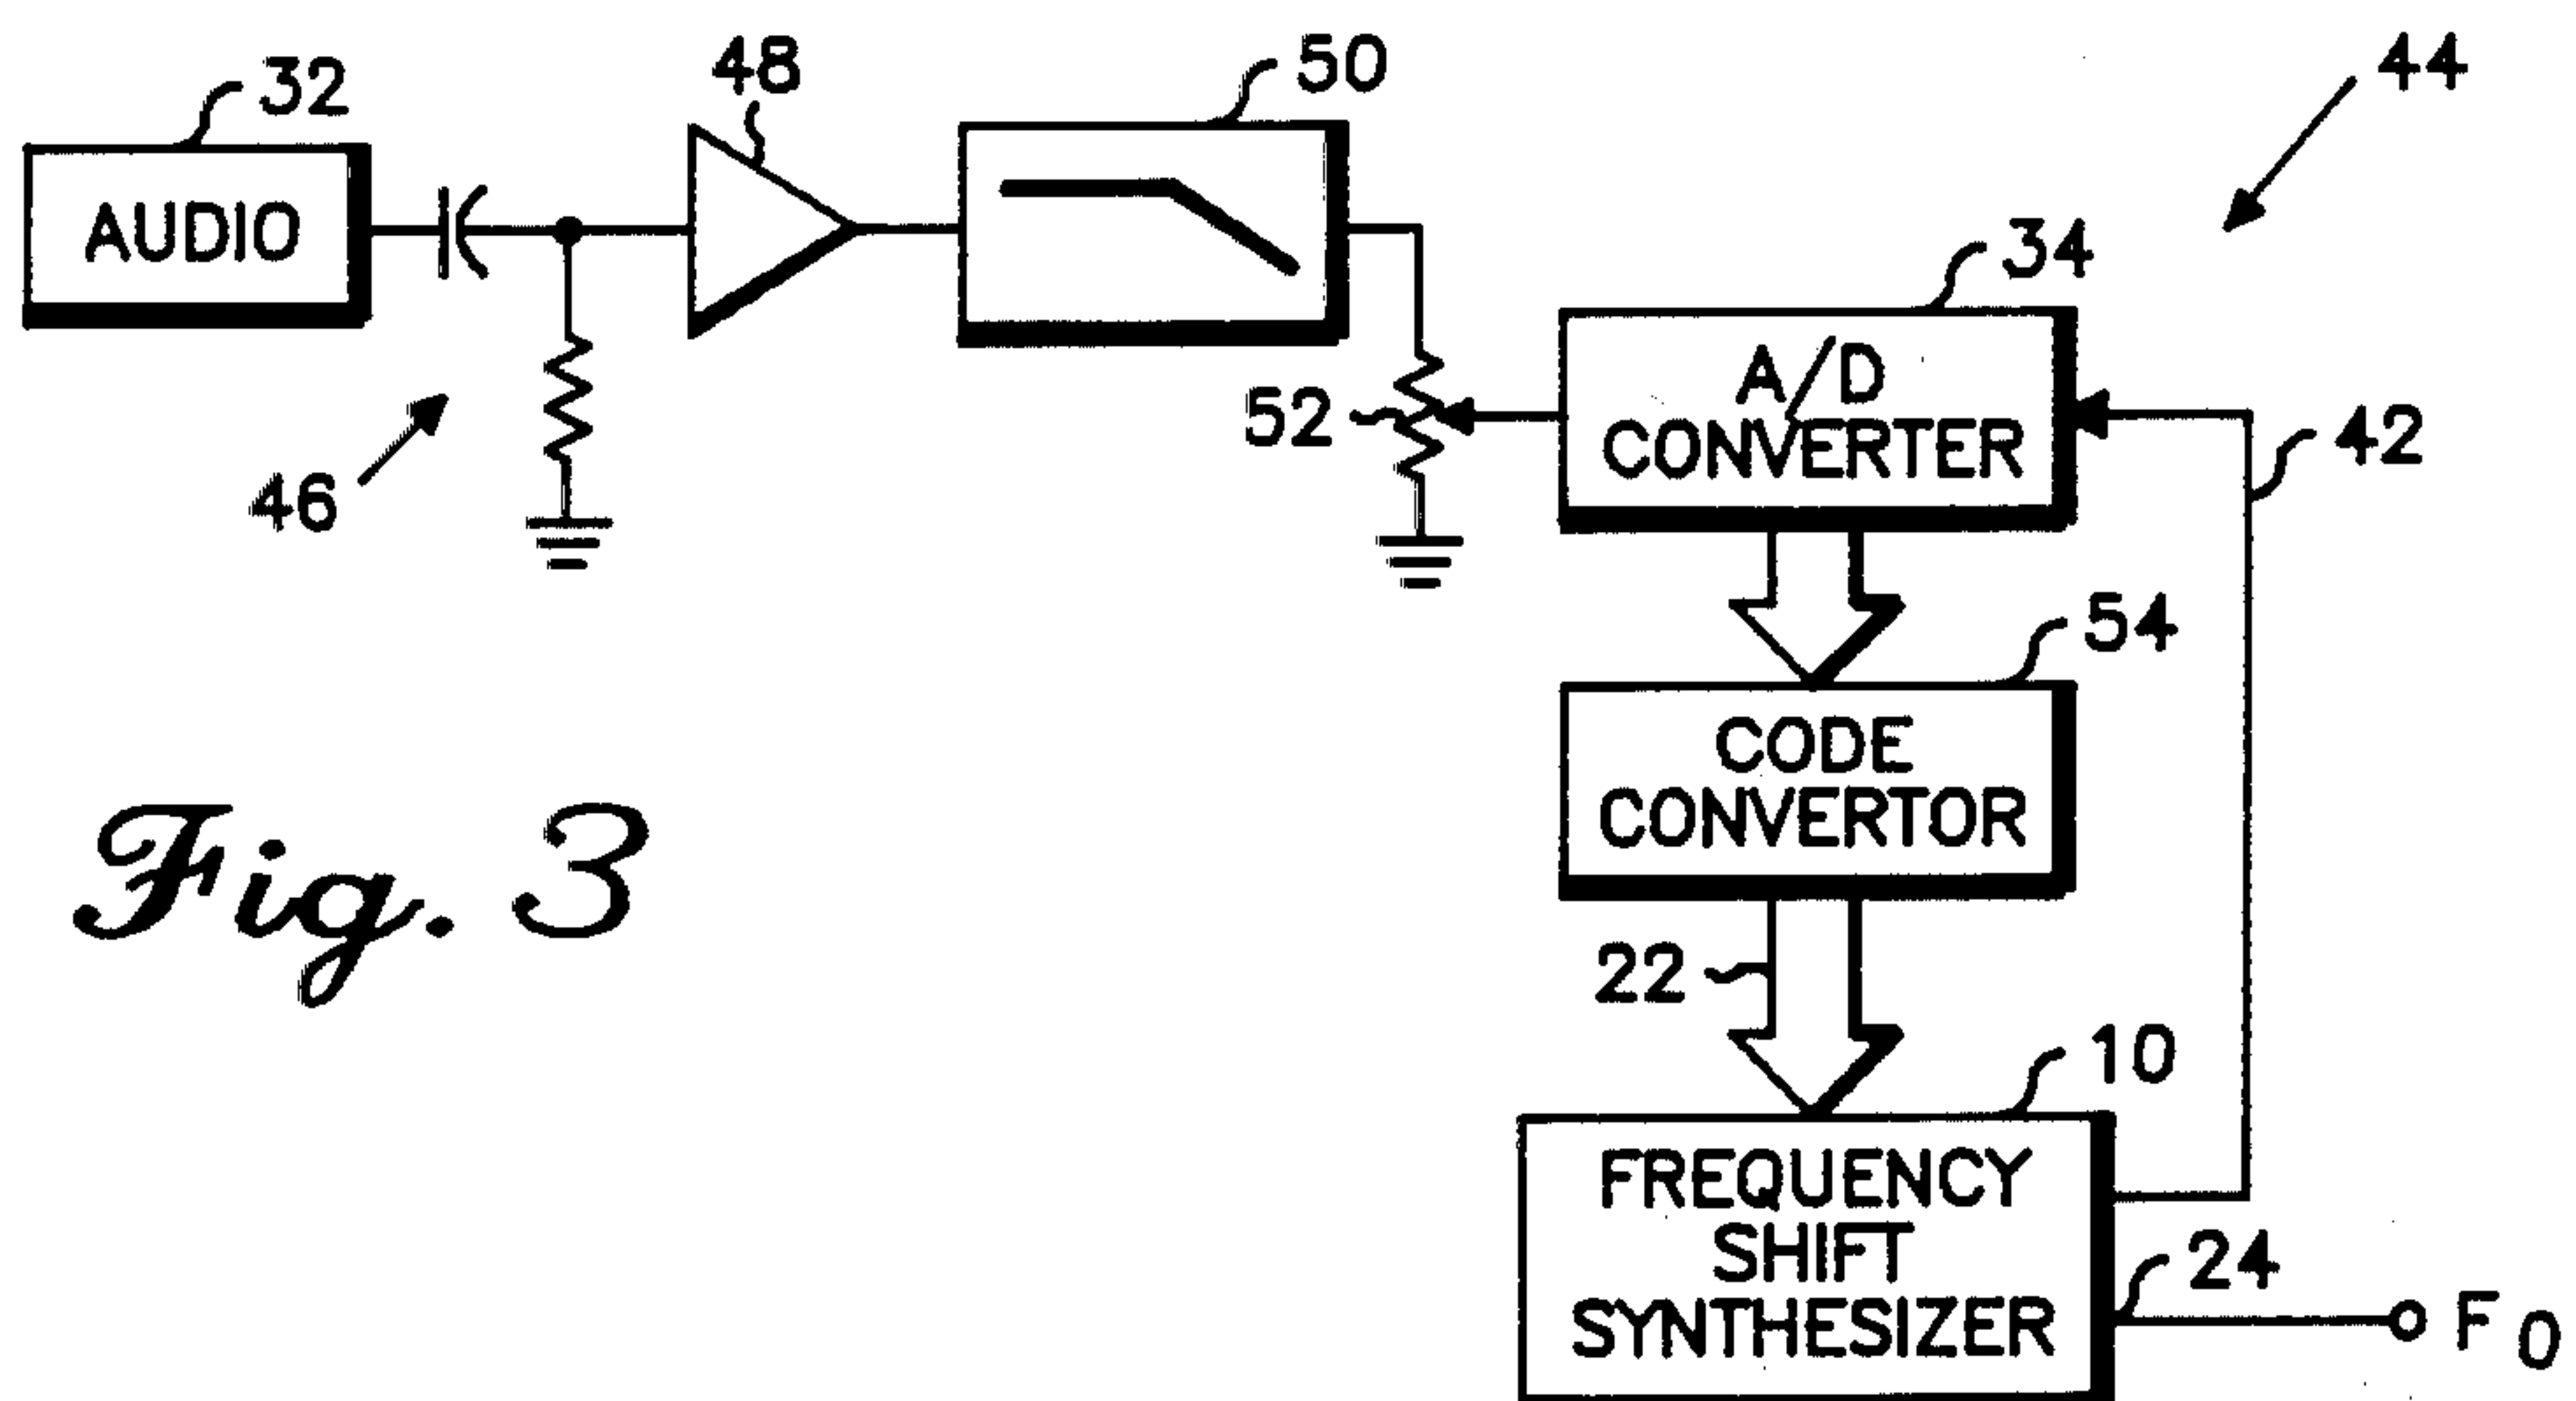 32
48
50
44
AUDIO
34
A/D
CONVERTER
52
42
46
54
CODE
CONVERTOR
Fig. 3
22
10
FREQUENCY
SHIFT
SYNTHESIZER
24
F0